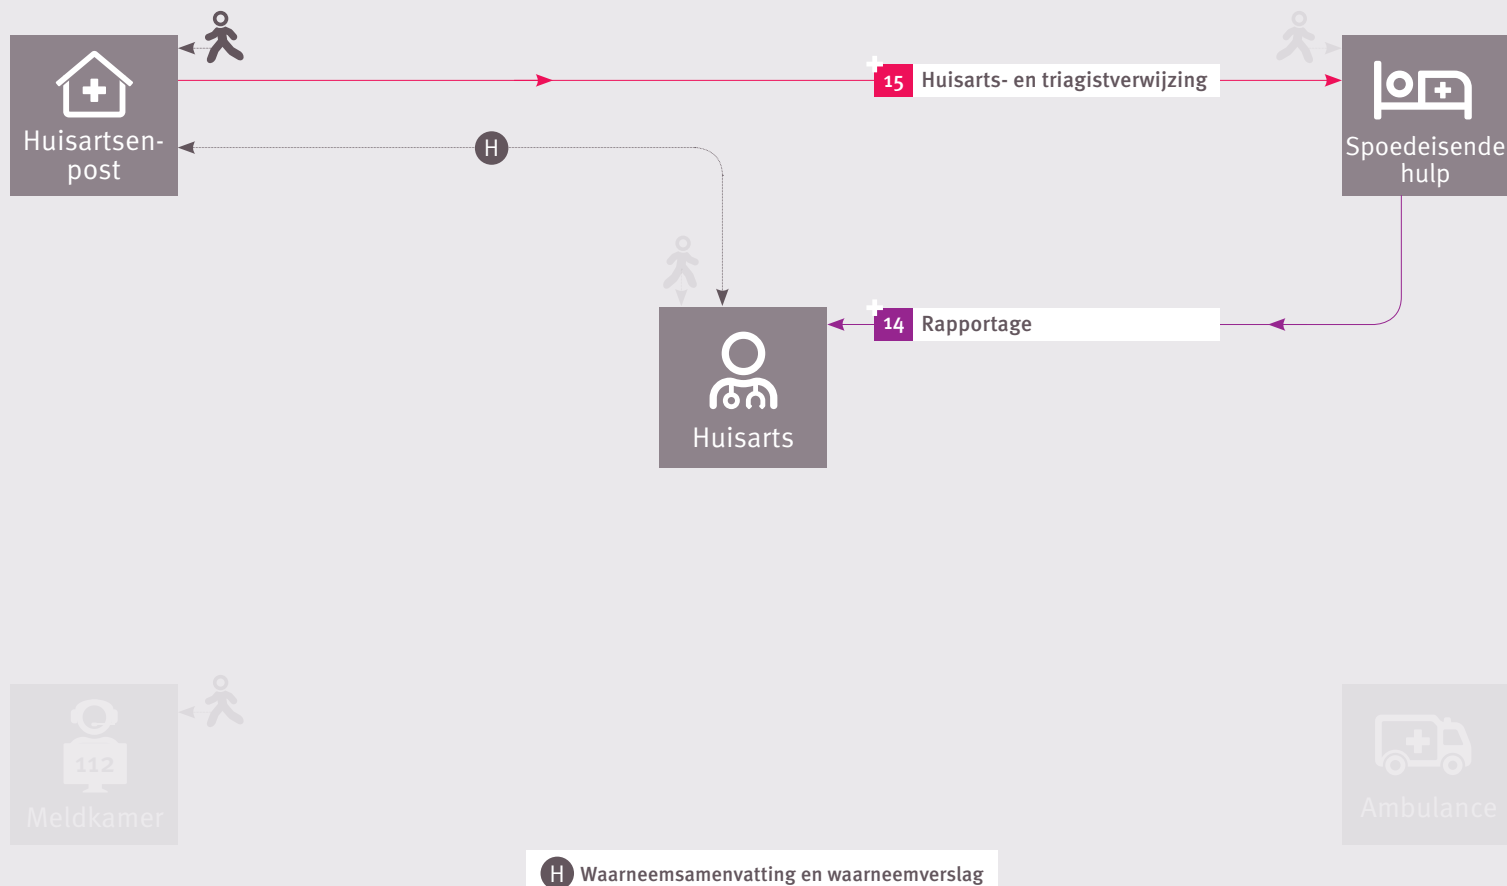 15 Huisarts- en triagistverwijzing
Huisartsen-
post
Spoedeisende
hulp
H
14 Rapportage
Huisarts
112
Meldkamer
Ambulance
H Waarneemsamenvatting en waarneemverslag